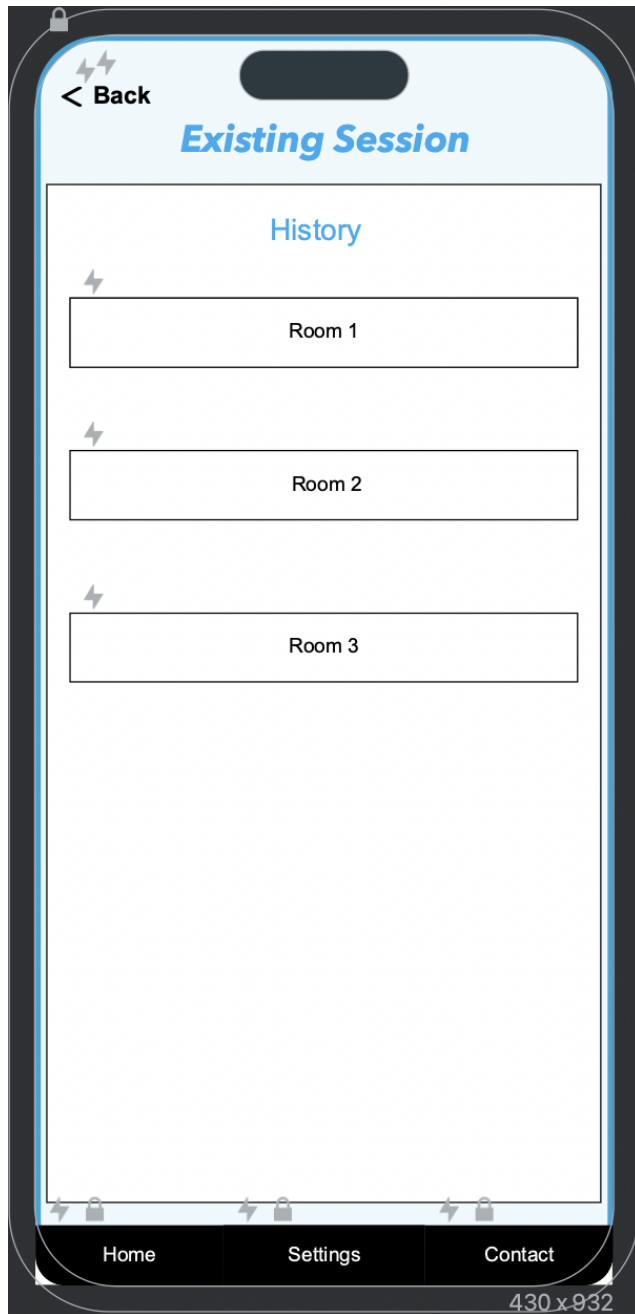 < Back
Existing Session
History
Room 1
Room 2
Room 3
Home Settings Contact
430 x 932